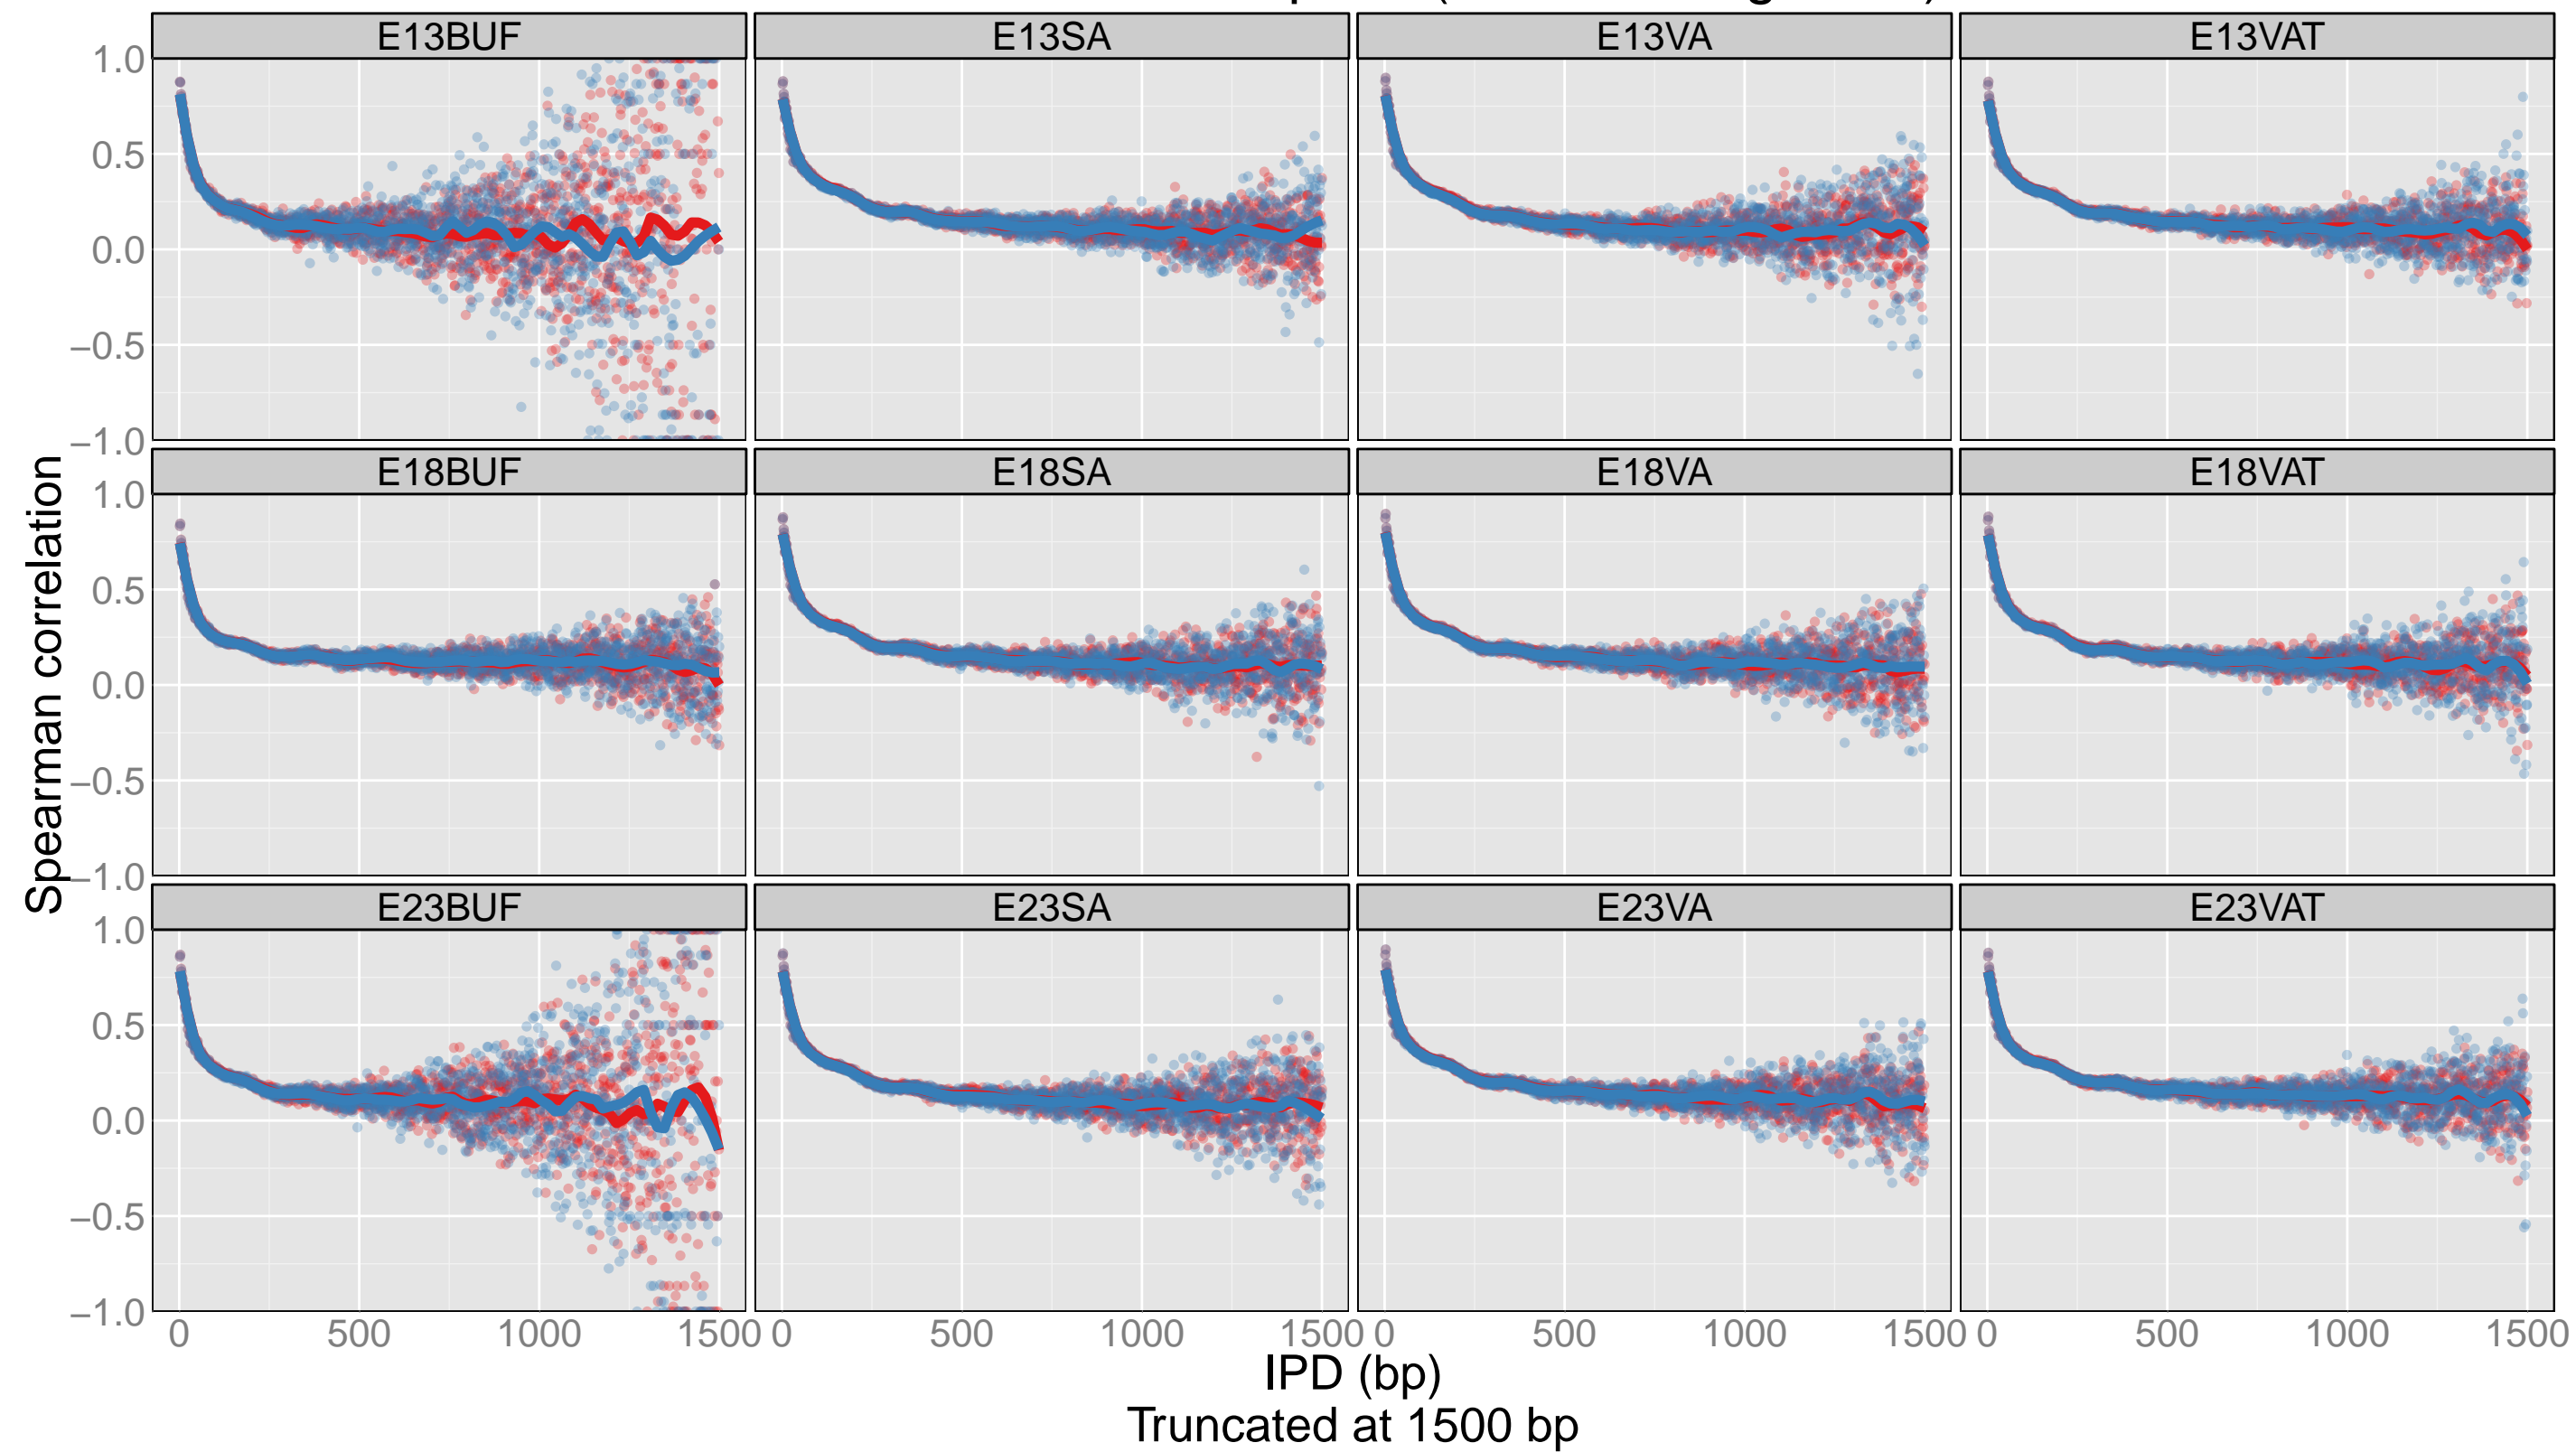 E13BUF E13SA E13VA E13VAT
1.0
0.5
0.0
−0.5
−1.0
E18BUF E18SA E18VA E18VAT
1.0
0.5
0.0
−0.5
−1.0
Spearman correlation
E23BUF E23SA E23VA E23VAT
1.0
0.5
0.0
−0.5
−1.0
0 500 1000 1500 0 500 1000 1500 0 500 1000 1500 0 500 1000 1500
IPD (bp)
Truncated at 1500 bp